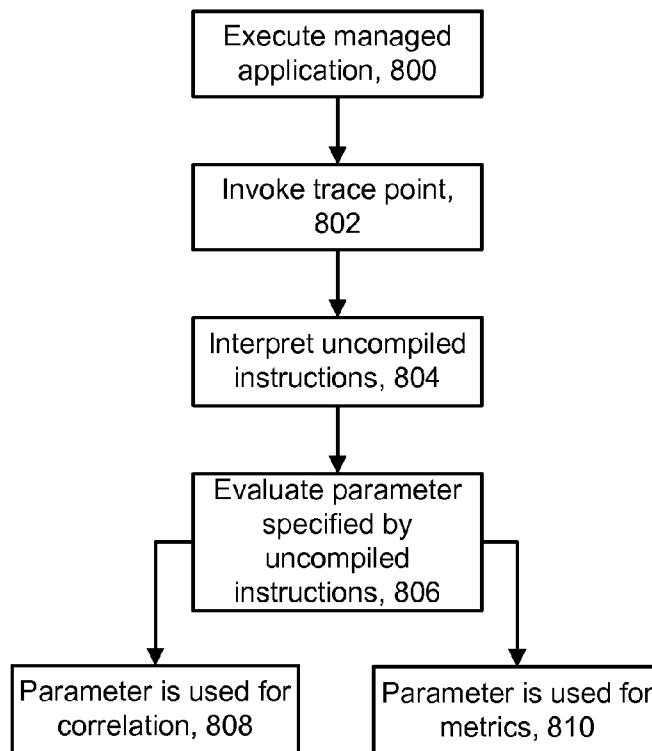 Execute managed
application, 800
Invoke trace point,
802
Interpret uncompiled
instructions, 804
Evaluate parameter
specified by
uncompiled
instructions, 806
Parameter is used for
correlation, 808
Parameter is used for
metrics, 810